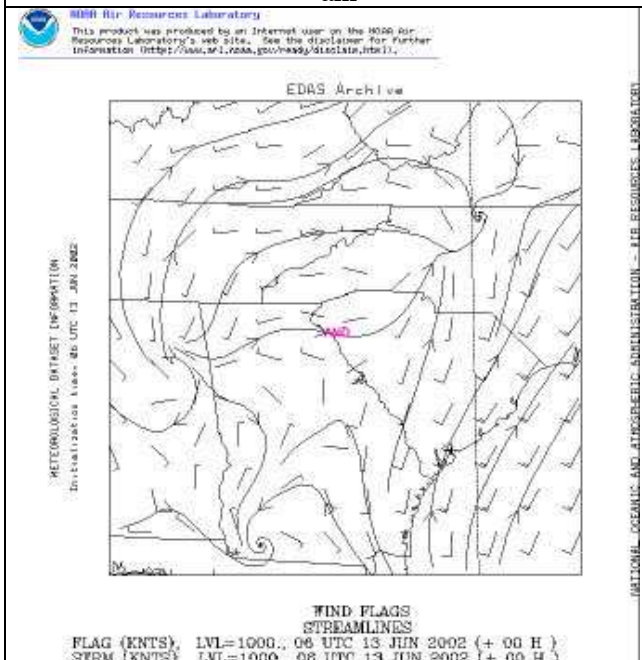 am
NOAA Air Resources Laboratory
This product was produced by an Internet user on the NOAA Air
Resources Laboratory's web site. See the disclaimer for further
information (http://www.arl.noaa.gov/ready/disclaim.html).
EDAS Archive
METEOROLOGICAL DATASET INFORMATION
Initialization time: 06 UTC 13 JUN 2002
AND
NATIONAL OCEANIC AND ATMOSPHERIC ADMINISTRATION - AIR RESOURCES LABORATORY
WIND FLAGS
STREAMLINES
FLAG (KNTS), LVL=1000., 06 UTC 13 JUN 2002 (+ 00 H )
STRM (KNTS), LVL=1000., 06 UTC 13 JUN 2002 (+ 00 H )